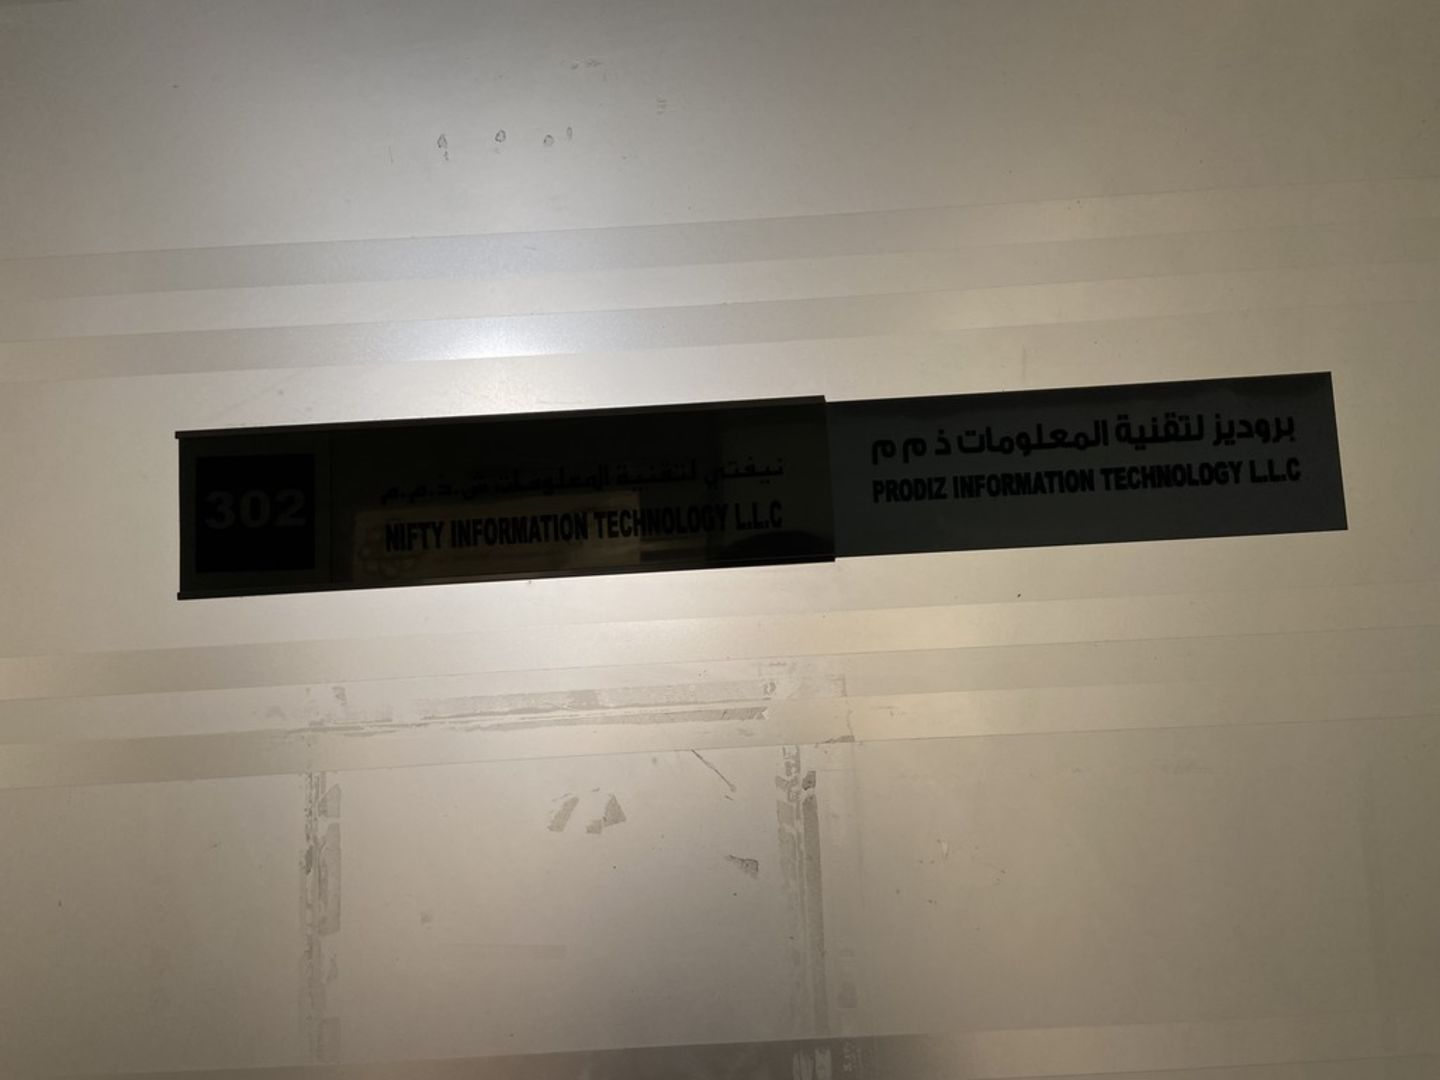 302
نيفتي لتقنية المعلومات ش.ذ.م.م
NIFTY INFORMATION TECHNOLOGY L.L.C
بروديز لتقنية المعلومات ذ م م
PRODIZ INFORMATION TECHNOLOGY L.L.C